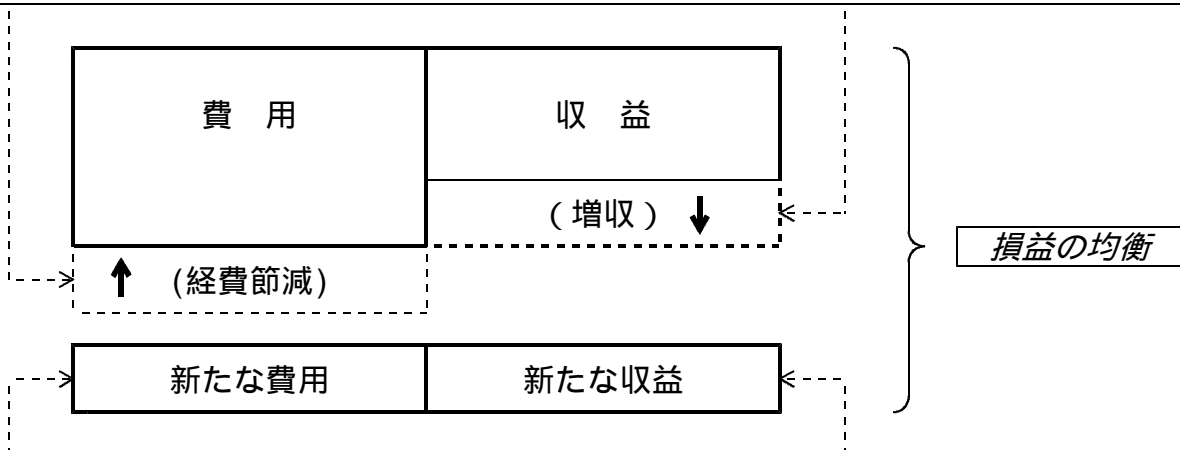 費　用
収　益
（増収）
(経費節減)
損益の均衡
新たな費用
新たな収益